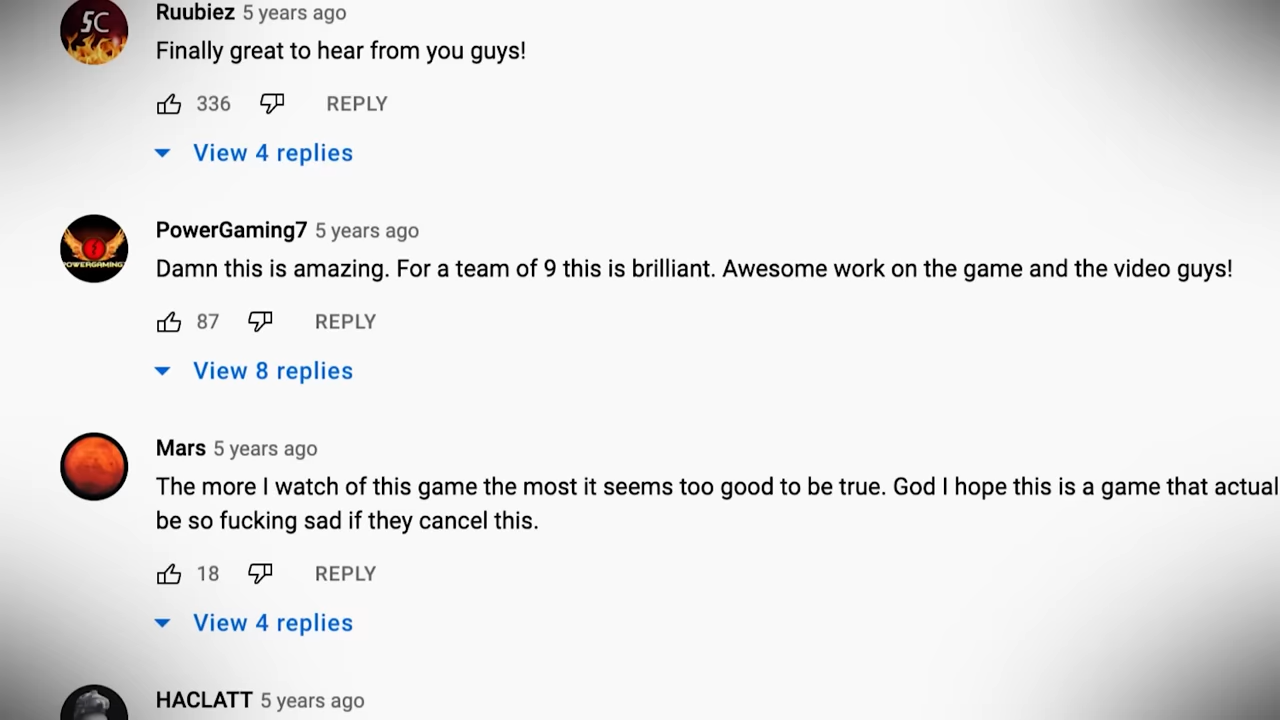 Ruubiez 5 years ago
5C
Finally great to hear from you guys!
336 REPLY
View 4 replies
PowerGaming7 5 years ago
POWERGAMING7
Damn this is amazing. For a team of 9 this is brilliant. Awesome work on the game and the video guys!
87 REPLY
View 8 replies
Mars 5 years ago
The more I watch of this game the most it seems too good to be true. God I hope this is a game that actual
be so fucking sad if they cancel this.
18 REPLY
View 4 replies
HACLATT 5 years ago